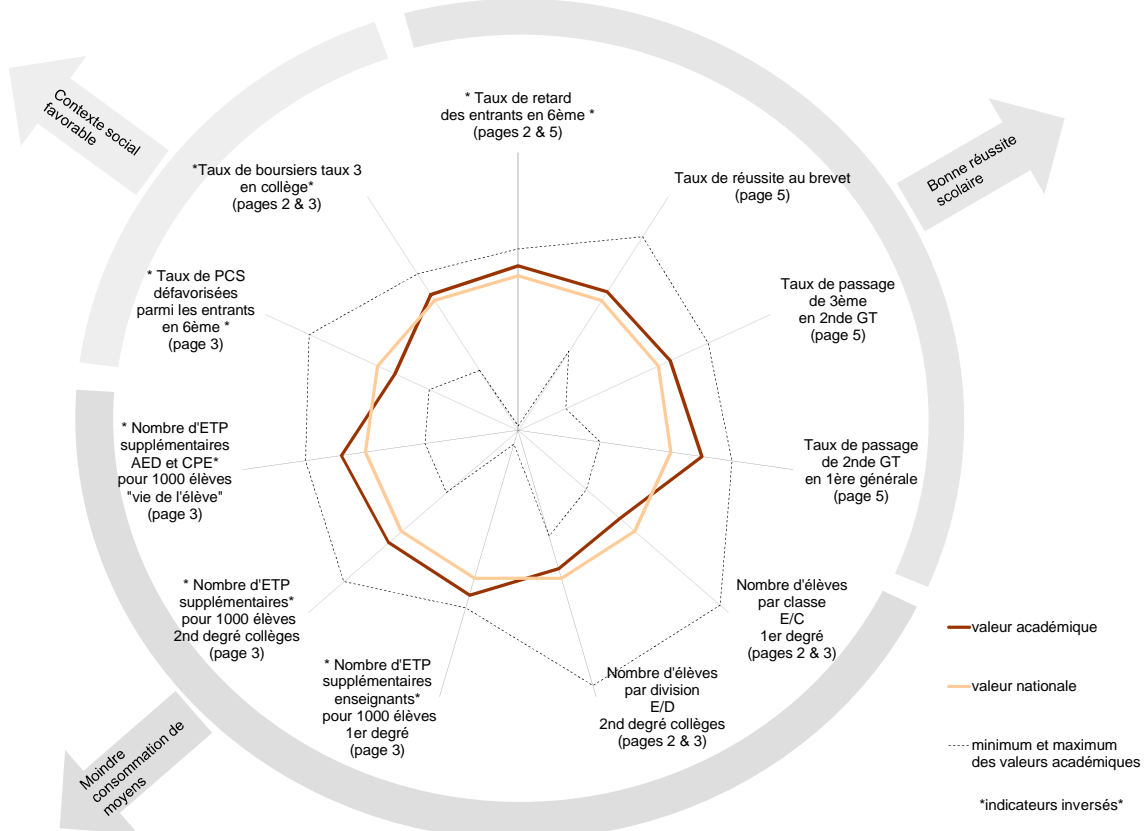 * Taux de retard
des entrants en 6ème *
(pages 2 & 5)
Contexte social
favorable
Bonne réussite
scolaire
*Taux de boursiers taux 3
en collège*
(pages 2 & 3)
Taux de réussite au brevet
(page 5)
* Taux de PCS
défavorisées
parmi les entrants
en 6ème *
(page 3)
Taux de passage
de 3ème
en 2nde GT
(page 5)
* Nombre d'ETP
supplémentaires
AED et CPE*
pour 1000 élèves
"vie de l'élève"
(page 3)
Taux de passage
de 2nde GT
en 1ère générale
(page 5)
* Nombre d'ETP
supplémentaires*
pour 1000 élèves
2nd degré collèges
(page 3)
Nombre d'élèves
par classe
E/C
1er degré
(pages 2 & 3)
* Nombre d'ETP
supplémentaires
enseignants*
pour 1000 élèves
1er degré
(page 3)
Nombre d'élèves
par division
E/D
2nd degré collèges
(pages 2 & 3)
Moindre
consommation de
moyens
valeur académique
valeur nationale
minimum et maximum
des valeurs académiques
*indicateurs inversés*